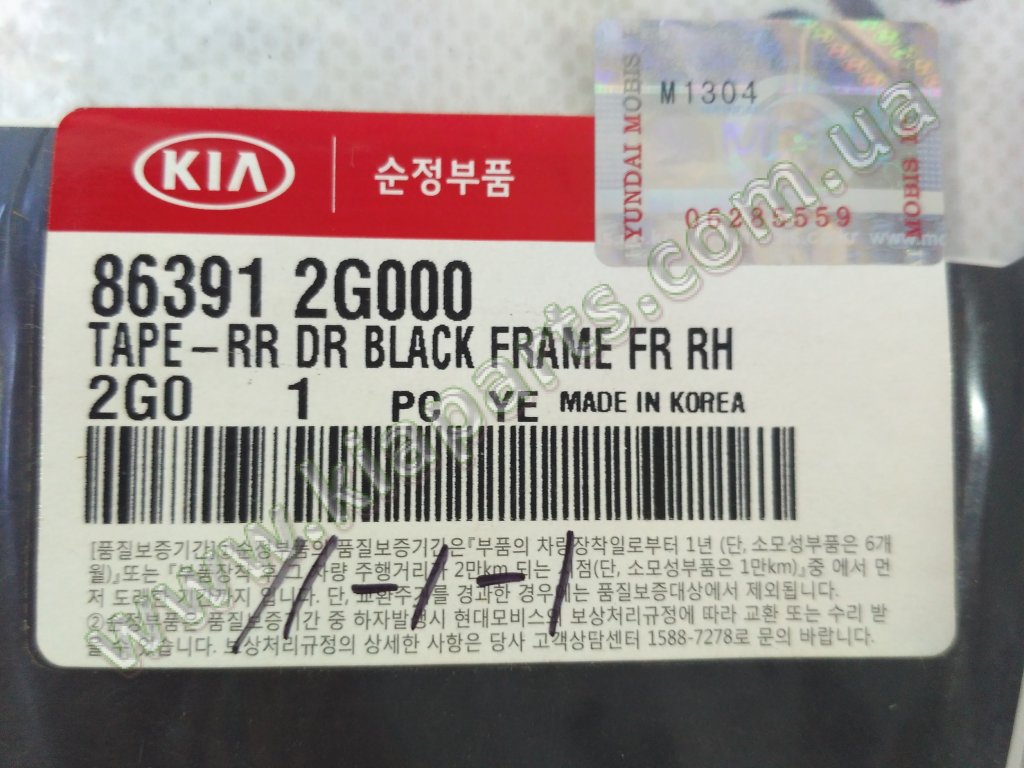 KIA 순정부품
M1304
YUNDAI MOBIS
MOBIS
06285559
86391 2G000
TAPE-RR DR BLACK FRAME FR RH
2G0 1 PC YE MADE IN KOREA
[품질보증기간] ①순정부품의 품질보증기간은『부품의 차량장착일로부터 1년 (단, 소모성부품은 6개
월)』또는 『부품장착 후 그 차량 주행거리가 2만km 되는 시점(단, 소모성부품은 1만km)』중 에서 먼
저 도래한 기간까지 입니다. 단, 교환주기를 경과한 경우에는 품질보증대상에서 제외됩니다.
②순정부품은 품질보증기간 중 하자발생시 현대모비스의 보상처리규정에 따라 교환 또는 수리 받
을 수 있습니다. 보상처리규정의 상세한 사항은 당사 고객상담센터 1588-7278로 문의 바랍니다.
11-1-1
www.kiaparts.com.ua